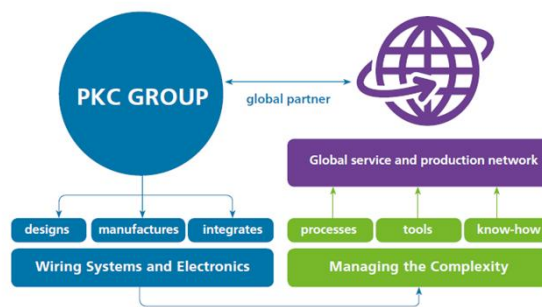 PKC GROUP
global partner
Global service and production network
designs
manufactures
integrates
processes
tools
know-how
Wiring Systems and Electronics
Managing the Complexity